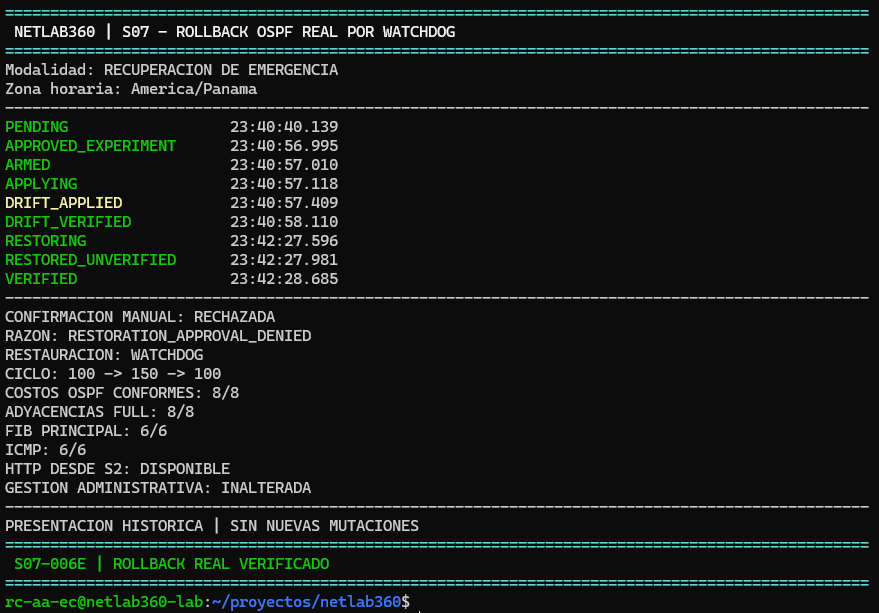 NETLAB360 | S07 - ROLLBACK OSPF REAL POR WATCHDOG
Modalidad: RECUPERACION DE EMERGENCIA
Zona horaria: America/Panama
PENDING 23:40:40.139
APPROVED_EXPERIMENT 23:40:56.995
ARMED 23:40:57.010
APPLYING 23:40:57.118
DRIFT_APPLIED 23:40:57.409
DRIFT_VERIFIED 23:40:58.110
RESTORING 23:42:27.596
RESTORED_UNVERIFIED 23:42:27.981
VERIFIED 23:42:28.685
CONFIRMACION MANUAL: RECHAZADA
RAZON: RESTORATION_APPROVAL_DENIED
RESTAURACION: WATCHDOG
CICLO: 100 -> 150 -> 100
COSTOS OSPF CONFORMES: 8/8
ADYACENCIAS FULL: 8/8
FIB PRINCIPAL: 6/6
ICMP: 6/6
HTTP DESDE S2: DISPONIBLE
GESTION ADMINISTRATIVA: INALTERADA
PRESENTACION HISTORICA | SIN NUEVAS MUTACIONES
S07-006E | ROLLBACK REAL VERIFICADO
rc-aa-ec@netlab360-lab:~/proyectos/netlab360$